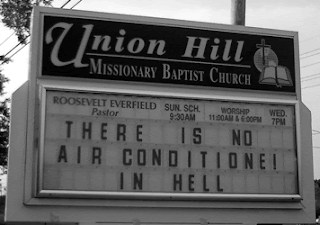 Union Hill
MISSIONARY BAPTIST CHURCH
ROOSEVELT EVERFIELD
Pastor
SUN. SCH.
9:30AM
WORSHIP
11:00AM & 6:00PM
WED.
7PM
THERE IS NO
AIR CONDITIONE!
IN HELL